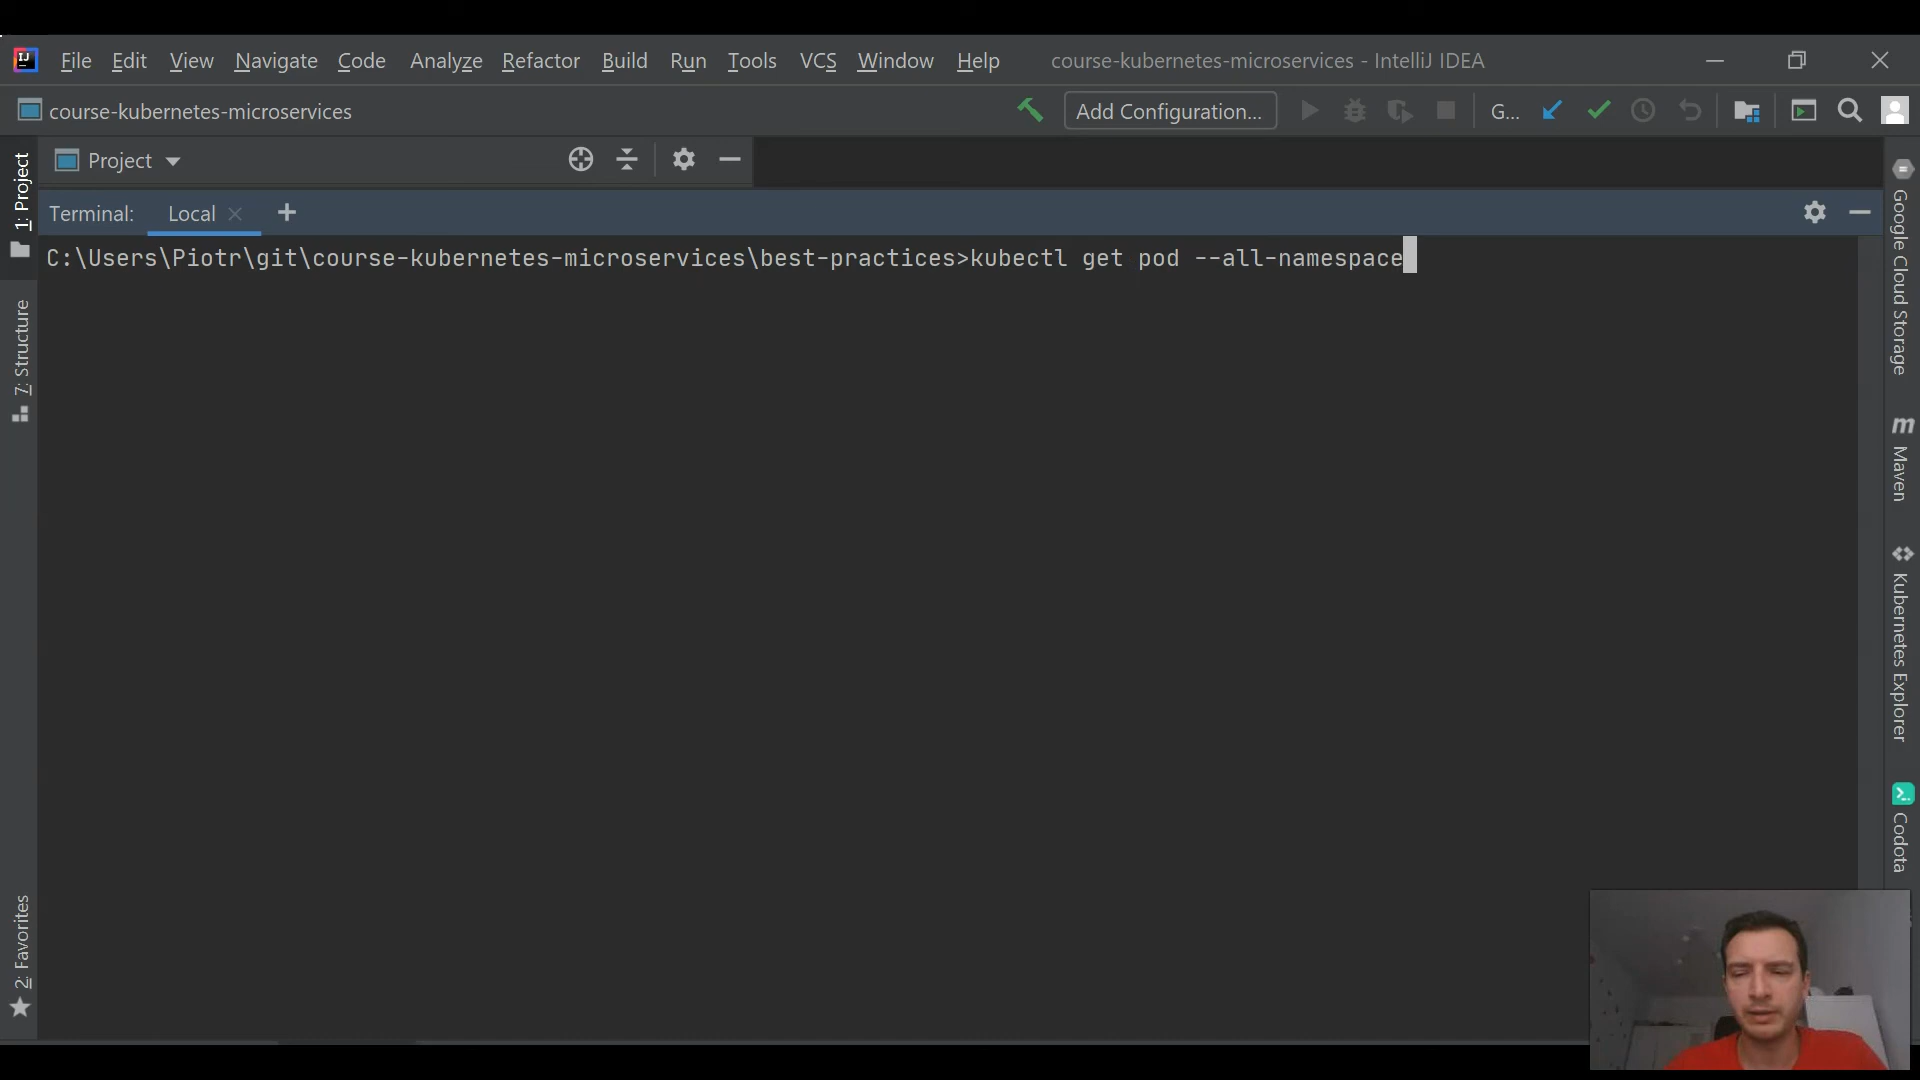 IJ File Edit View Navigate Code Analyze Refactor Build Run Tools VCS Window Help course-kubernetes-microservices - IntelliJ IDEA
course-kubernetes-microservices Add Configuration... G...
1: Project
Project
Terminal: Local
C:\Users\Piotr\git\course-kubernetes-microservices\best-practices>kubectl get pod --all-namespace
7: Structure
2: Favorites
Google Cloud Storage
m Maven
Kubernetes Explorer
Codota